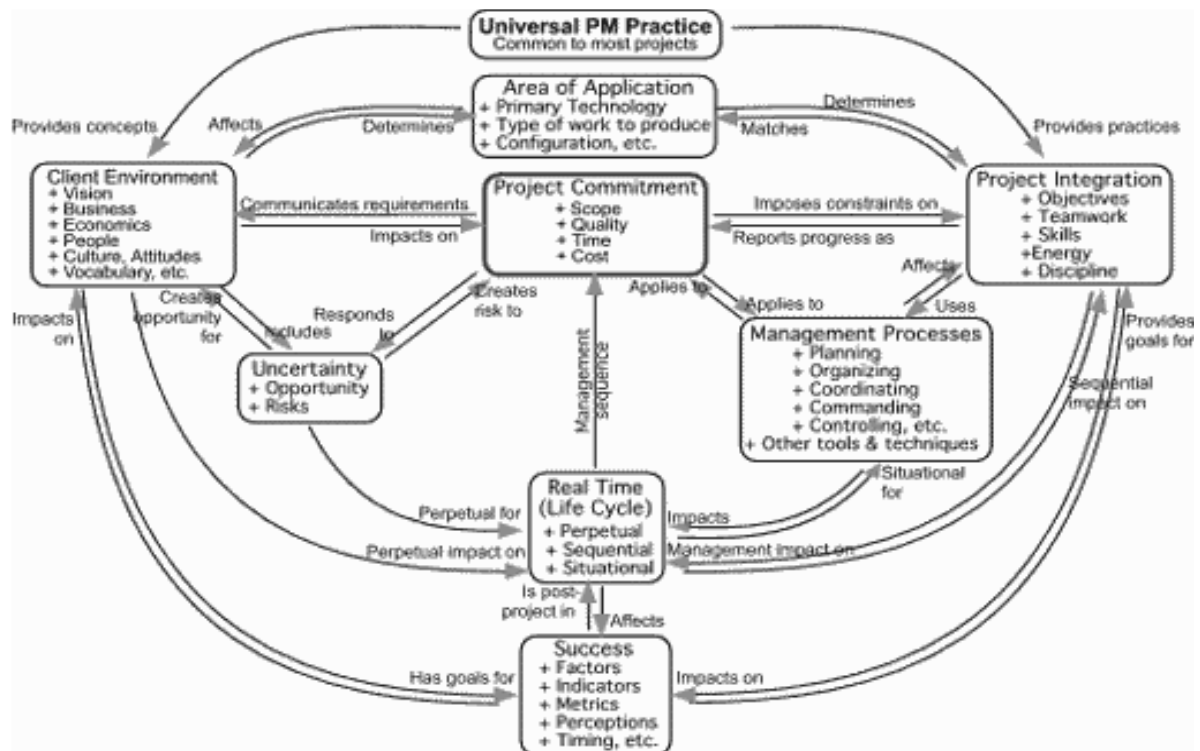 Universal PM Practice
Common to most projects
Area of Application
+ Primary Technology
+ Type of work to produce
+ Configuration, etc.
Provides concepts
Affects
Determines
Determines
Matches
Provides practices
Client Environment
+ Vision
+ Business
+ Economics
+ People
+ Culture, Attitudes
+ Vocabulary, etc.
Communicates requirements
Impacts on
Project Commitment
+ Scope
+ Quality
+ Time
+ Cost
Imposes constraints on
Reports progress as
Project Integration
+ Objectives
+ Teamwork
+ Skills
+Energy
+ Discipline
Impacts
on
Creates
opportunity
for
Includes
Responds
to
Creates
risk to
Applies to
Applies to
Affects
Uses
Provides
goals for
Uncertainty
+ Opportunity
+ Risks
Management
sequence
Management Processes
+ Planning
+ Organizing
+ Coordinating
+ Commanding
+ Controlling, etc.
+ Other tools & techniques
Sequential
impact on
Situational
for
Perpetual for
Perpetual impact on
Real Time
(Life Cycle)
+ Perpetual
+ Sequential
+ Situational
Impacts
Management impact on
Is post-
project in
Affects
Has goals for
Success
+ Factors
+ Indicators
+ Metrics
+ Perceptions
+ Timing, etc.
Impacts on